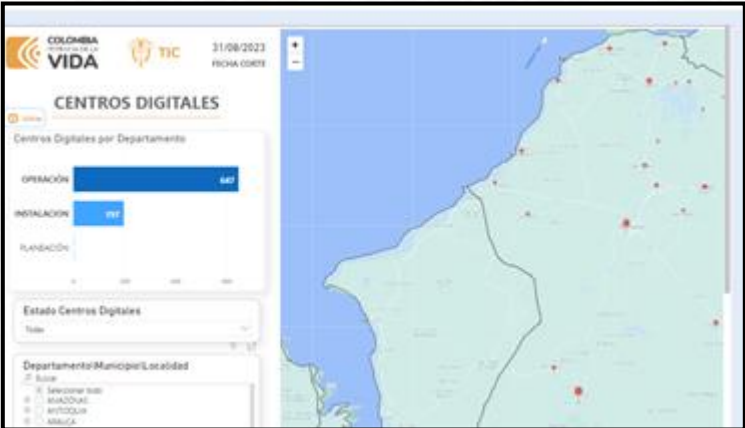 COLOMBIA
POTENCIA DE LA
VIDA
TIC
31/08/2023
FECHA CORTE
+
-
CENTROS DIGITALES
Centros Digitales por Departamento
OPERACIÓN
647
INSTALACION
PLANEACIÓN
Estado Centros Digitales
Todas
Departamento\Municipio\Localidad
Buscar
Seleccionar todo
AMAZONAS
ANTIOQUIA
ARAUCA